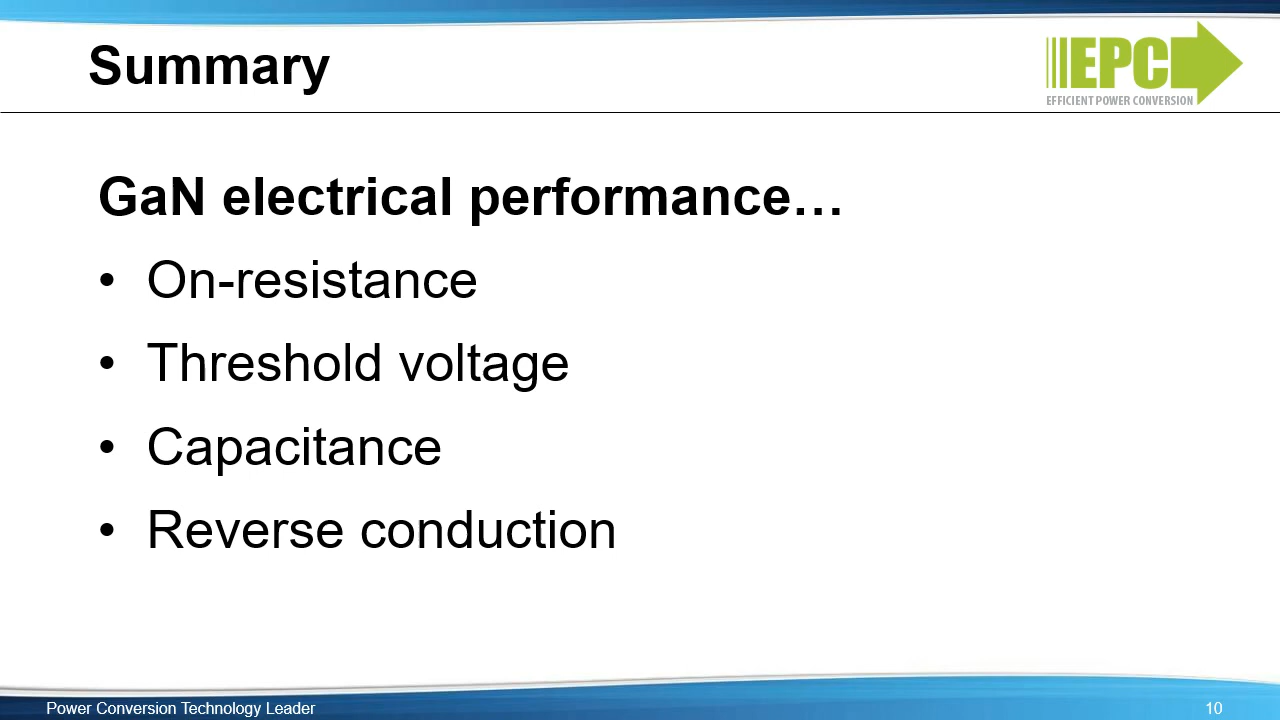 Summary
EPC
EFFICIENT POWER CONVERSION
GaN electrical performance…
• On-resistance
• Threshold voltage
• Capacitance
• Reverse conduction
Power Conversion Technology Leader
10